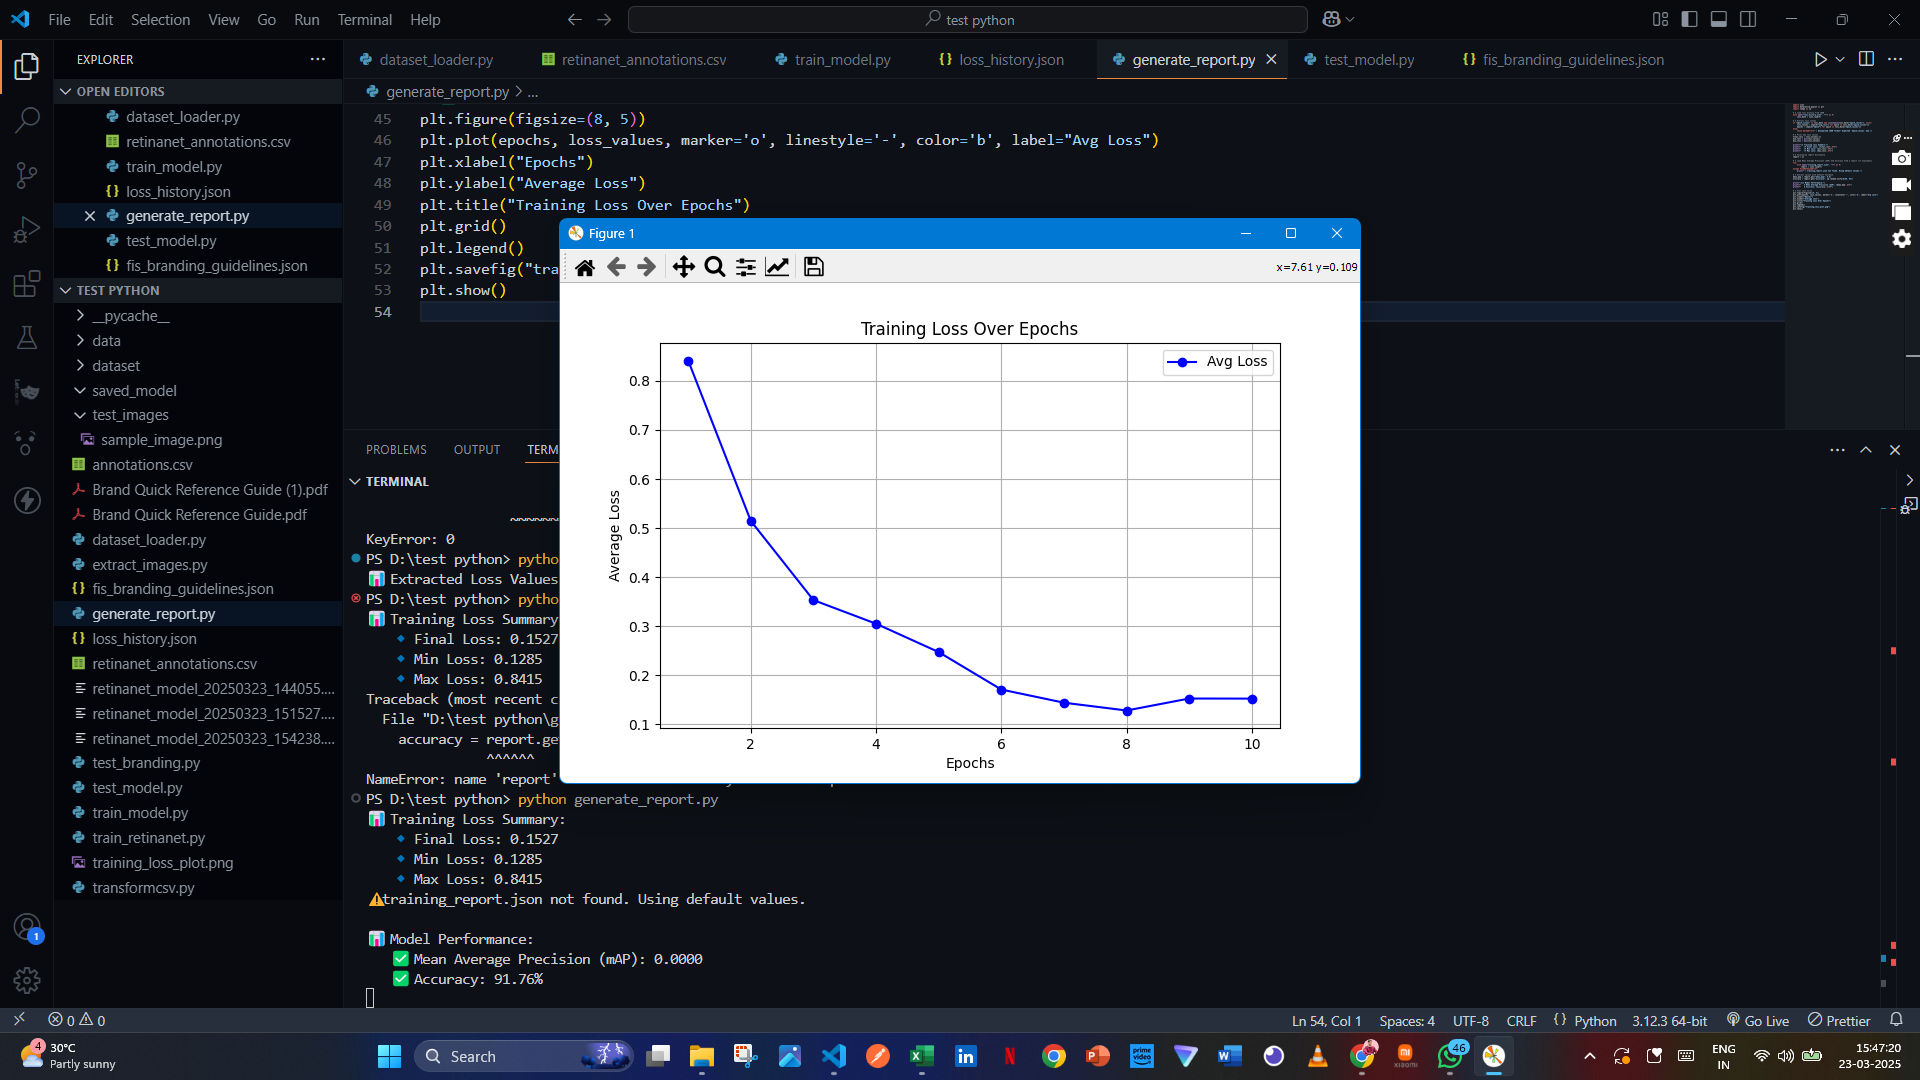 File Edit Selection View Go Run Terminal Help
test python
EXPLORER
OPEN EDITORS
dataset_loader.py
retinanet_annotations.csv
train_model.py
loss_history.json
generate_report.py
test_model.py
fis_branding_guidelines.json
TEST PYTHON
__pycache__
data
dataset
saved_model
test_images
sample_image.png
annotations.csv
Brand Quick Reference Guide (1).pdf
Brand Quick Reference Guide.pdf
dataset_loader.py
extract_images.py
fis_branding_guidelines.json
generate_report.py
loss_history.json
retinanet_annotations.csv
retinanet_model_20250323_144055....
retinanet_model_20250323_151527....
retinanet_model_20250323_154238....
test_branding.py
test_model.py
train_model.py
train_retinanet.py
training_loss_plot.png
transformcsv.py
dataset_loader.py retinanet_annotations.csv train_model.py loss_history.json generate_report.py test_model.py fis_branding_guidelines.json
generate_report.py > ...
45 plt.figure(figsize=(8, 5))
46 plt.plot(epochs, loss_values, marker='o', linestyle='-', color='b', label="Avg Loss")
47 plt.xlabel("Epochs")
48 plt.ylabel("Average Loss")
49 plt.title("Training Loss Over Epochs")
50 plt.grid()
51 plt.legend()
52 plt.savefig("tra
53 plt.show()
54
Figure 1
x=7.61 y=0.109
Training Loss Over Epochs
Avg Loss
0.8
0.7
0.6
0.5
0.4
0.3
0.2
0.1
Average Loss
2 4 6 8 10
Epochs
PROBLEMS OUTPUT TERM
TERMINAL
~~~~~~
KeyError: 0
PS D:\test python> pytho
Extracted Loss Values
PS D:\test python> pytho
Training Loss Summary
Final Loss: 0.1527
Min Loss: 0.1285
Max Loss: 0.8415
Traceback (most recent c
File "D:\test python\g
accuracy = report.ge
^^^^^^
NameError: name 'report'
PS D:\test python> python generate_report.py
Training Loss Summary:
Final Loss: 0.1527
Min Loss: 0.1285
Max Loss: 0.8415
training_report.json not found. Using default values.
Model Performance:
Mean Average Precision (mAP): 0.0000
Accuracy: 91.76%
1
0 0
Ln 54, Col 1 Spaces: 4 UTF-8 CRLF {} Python 3.12.3 64-bit Go Live Prettier
4
30°C
Partly sunny
Search
prime video
xiaomi
46
ENG
IN
15:47:20
23-03-2025